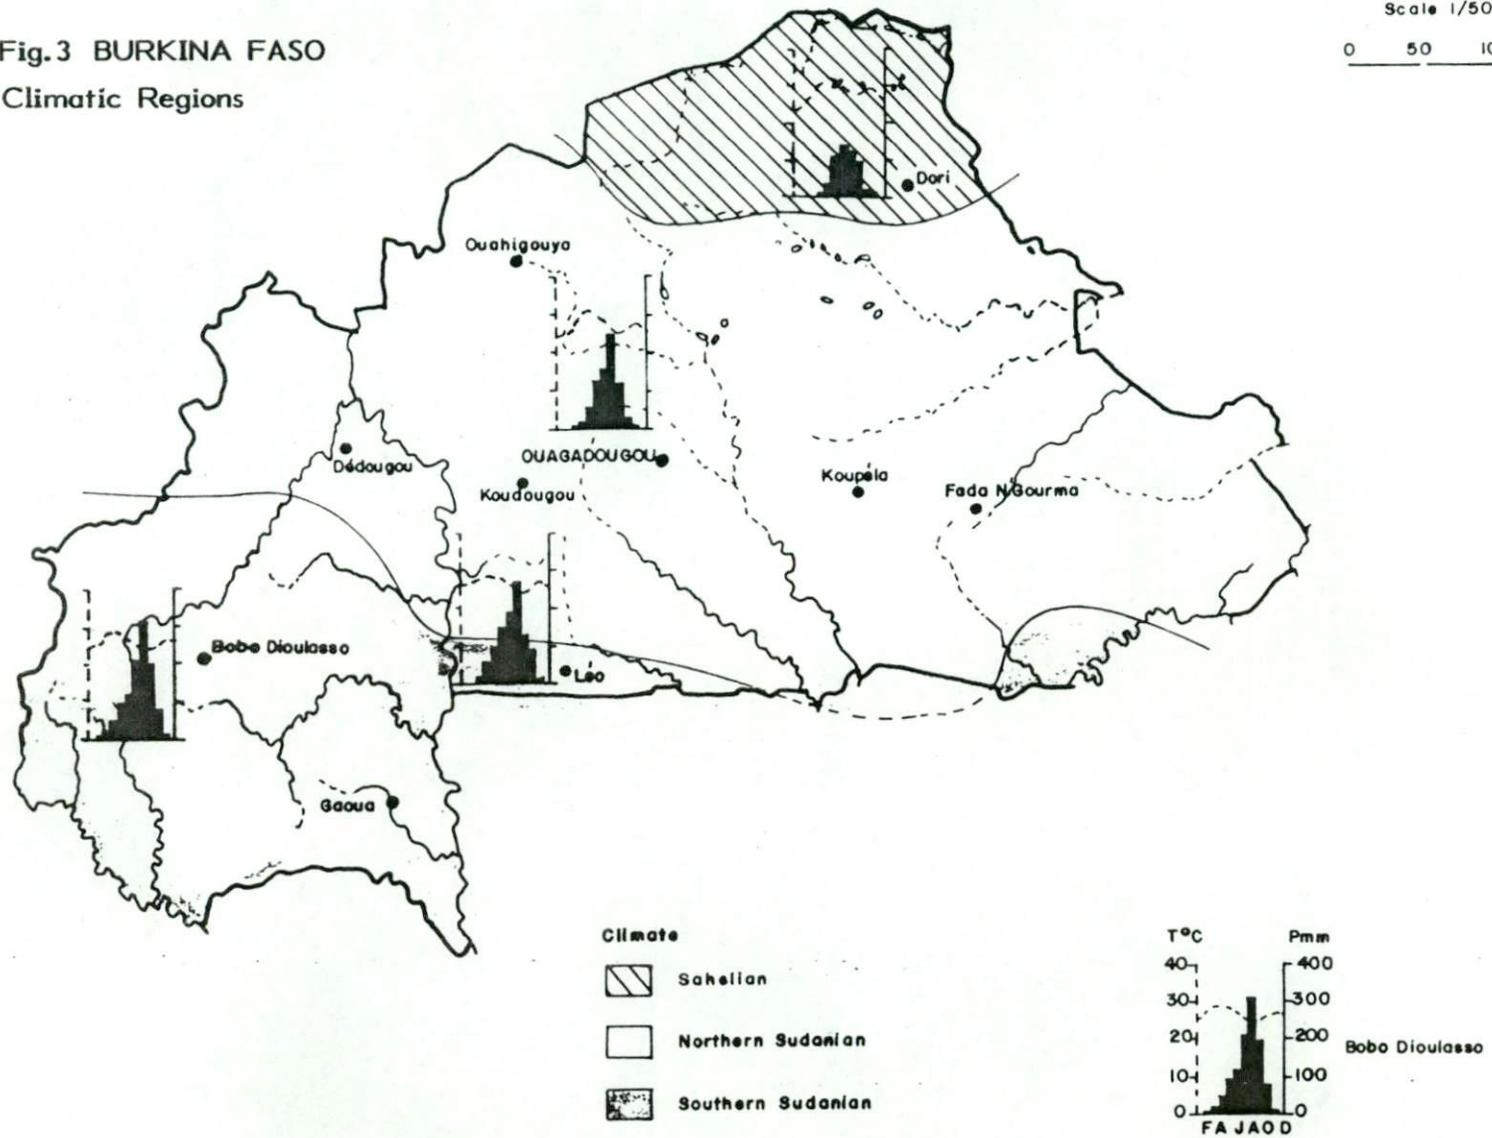 Scale 1/50
0 50 10
Fig. 3 BURKINA FASO
Climatic Regions
Dori
Ouahigouya
Dédougou
OUAGADOUGOU
Koudougou
Koupéla
Fada N'Gourma
Bobo Dioulasso
Léo
Gaoua
Climate
Sahelian
Northern Sudanian
Southern Sudanian
T°C Pmm
40 400
30 300
20 200
10 100
0 0
F A J A O D
Bobo Dioulasso